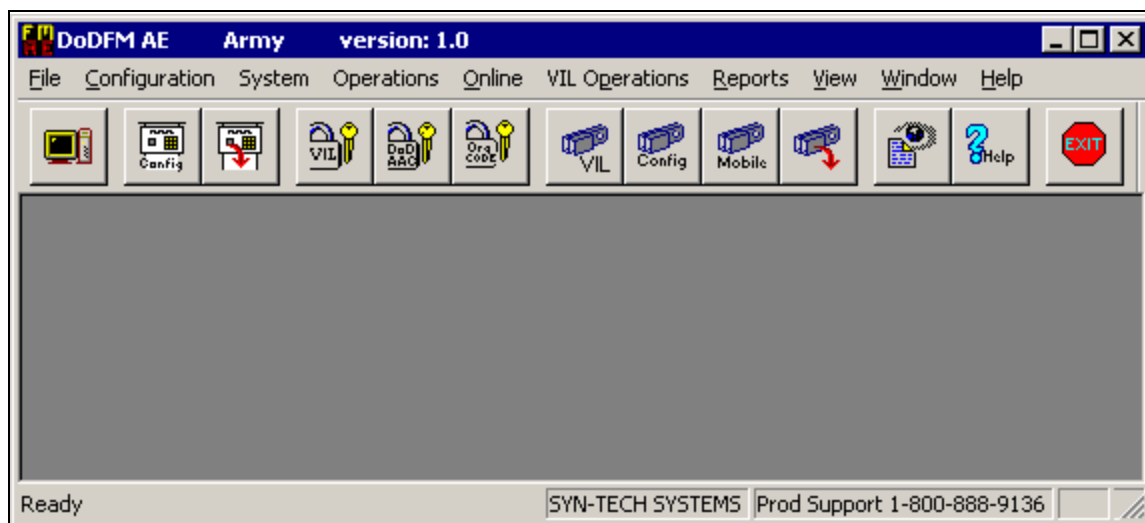 FM AE DoDFM AE Army version: 1.0
File Configuration System Operations Online VIL Operations Reports View Window Help
Config VIL DoD AAC Org CODE VIL Config Mobile Help EXIT
Ready SYN-TECH SYSTEMS Prod Support 1-800-888-9136